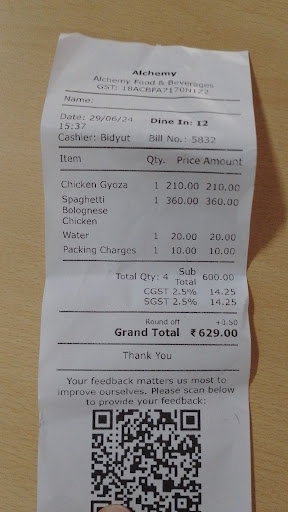 Alchemy
Alchemy Food & Beverages
GST: 18ACBFA7170N1Z2
Name:
Date: 29/06/24 Dine In: 12
15:37
Cashier: Bidyut Bill No.: 5832
Item Qty. Price Amount
Chicken Gyoza 1 210.00 210.00
Spaghetti 1 360.00 360.00
Bolognese
Chicken
Water 1 20.00 20.00
Packing Charges 1 10.00 10.00
Total Qty: 4 Sub Total 600.00
CGST 2.5% 14.25
SGST 2.5% 14.25
Round off +0.50
Grand Total ₹629.00
Thank You
Your feedback matters us most to
improve ourselves. Please scan below
to provide your feedback: